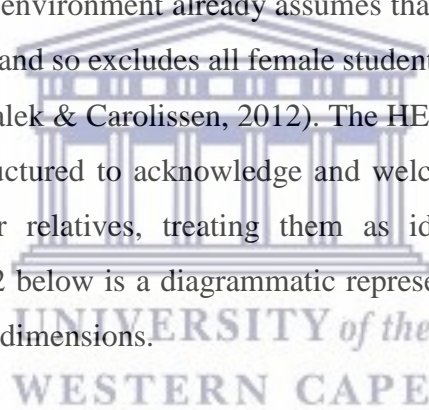 environment already assumes tha
and so excludes all female student
alek & Carolissen, 2012). The HE
uctured to acknowledge and welc
r relatives, treating them as id
2 below is a diagrammatic represe
UNIVERSITY of the
dimensions.
WESTERN CAPE